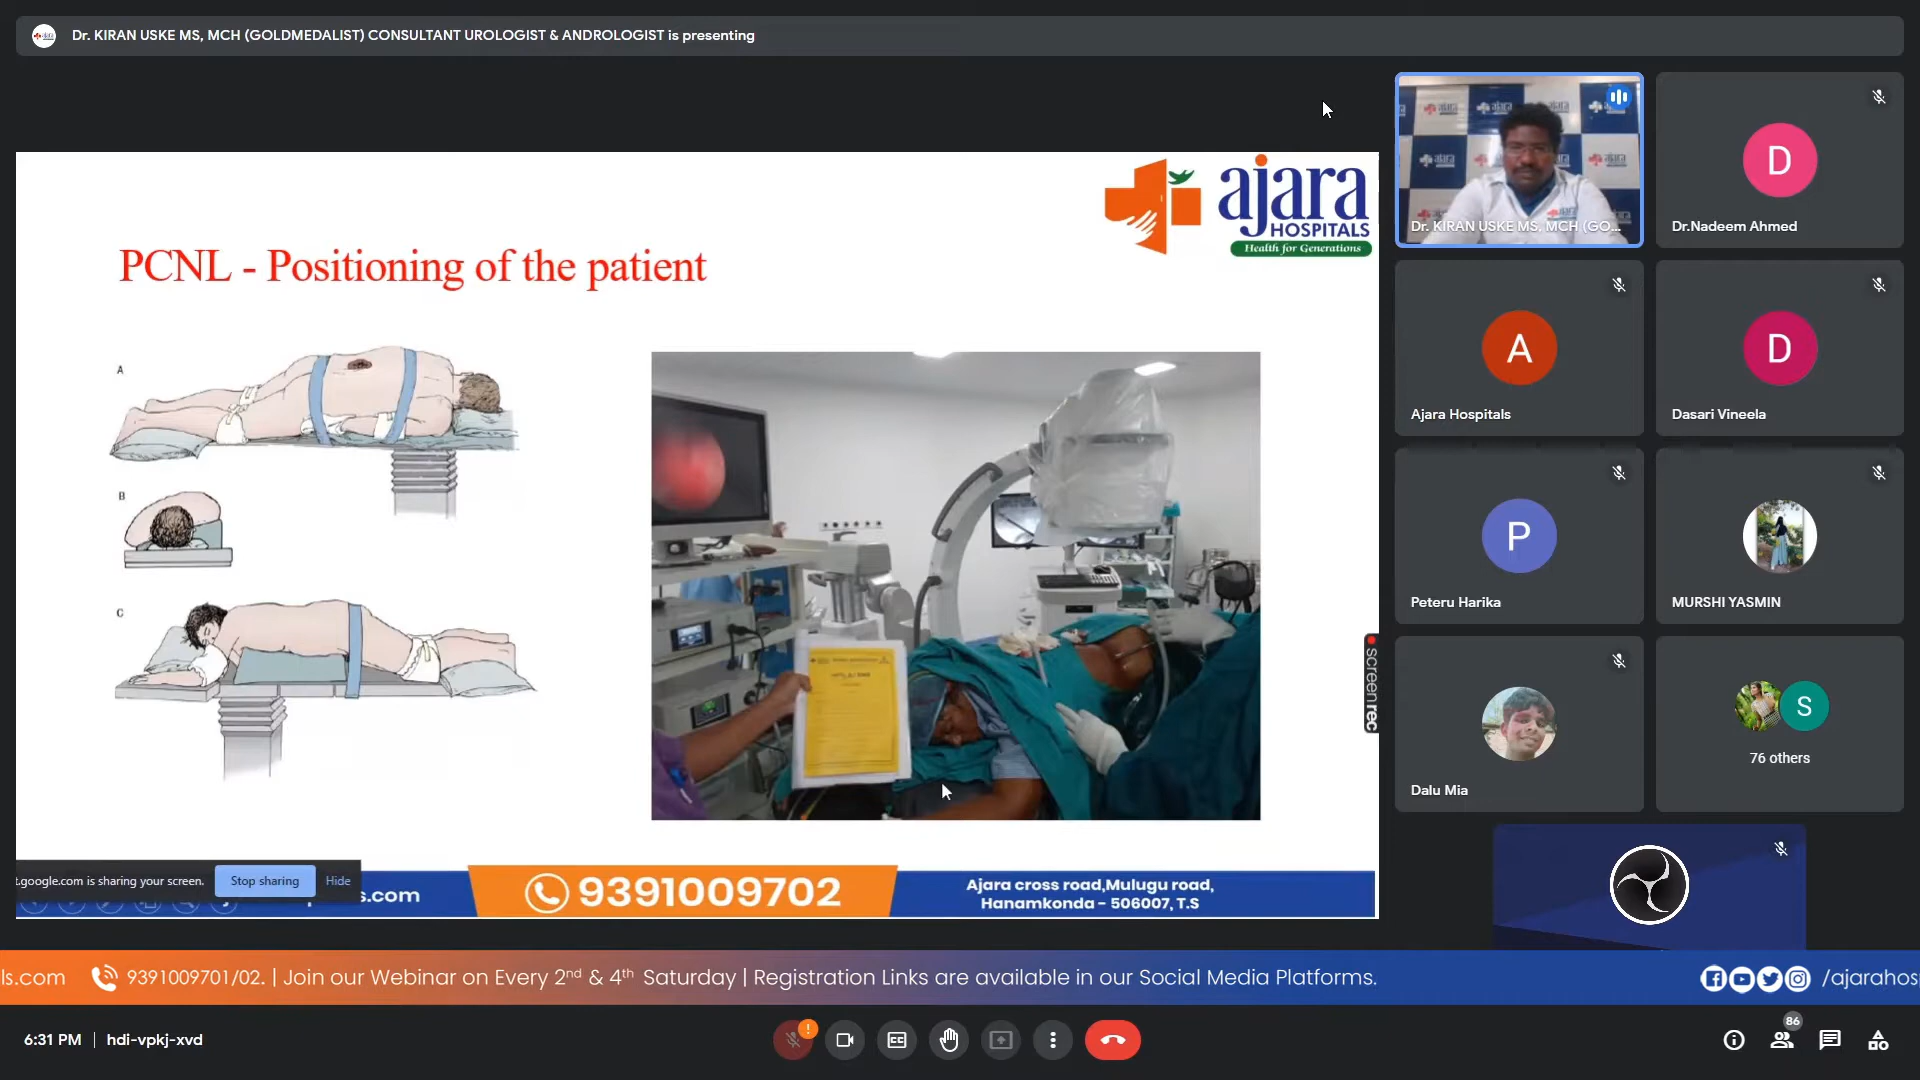 Dr. KIRAN USKE MS, MCH (GOLDMEDALIST) CONSULTANT UROLOGIST & ANDROLOGIST is presenting
ajara
HOSPITALS
Health for Generations
PCNL - Positioning of the patient
A
B
C
screenrec
t.google.com is sharing your screen.
Stop sharing
Hide
s.com
9391009702
Ajara cross road,Mulugu road,
Hanamkonda - 506007, T.S
Dr. KIRAN USKE MS, MCH (GO...
D
Dr.Nadeem Ahmed
A
Ajara Hospitals
D
Dasari Vineela
P
Peteru Harika
MURSHI YASMIN
Dalu Mia
S
76 others
ls.com 9391009701/02. | Join our Webinar on Every 2nd & 4th Saturday | Registration Links are available in our Social Media Platforms. /ajarahosp
6:31 PM | hdi-vpkj-xvd
86